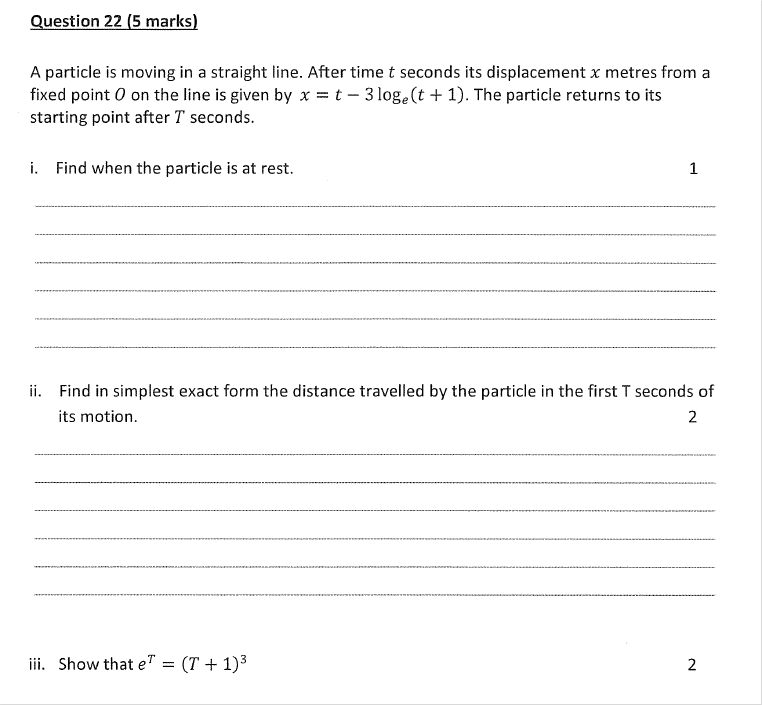 Question 22 (5 marks)
A particle is moving in a straight line. After time t seconds its displacement x metres from a
fixed point O on the line is given by x = t − 3 logₑ(t + 1). The particle returns to its
starting point after T seconds.
i. Find when the particle is at rest. 1
ii. Find in simplest exact form the distance travelled by the particle in the first T seconds of
its motion. 2
iii. Show that eᵀ = (T + 1)³ 2